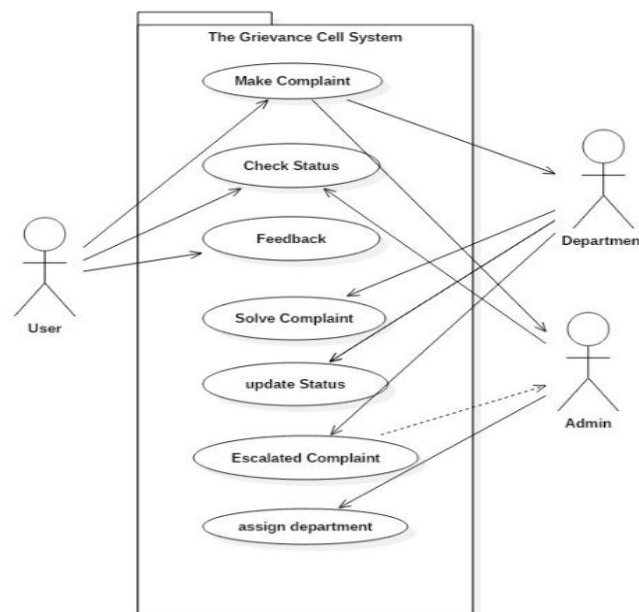 The Grievance Cell System
Make Complaint
Check Status
Feedback
Solve Complaint
update Status
Escalated Complaint
assign department
User
Departmen
Admin